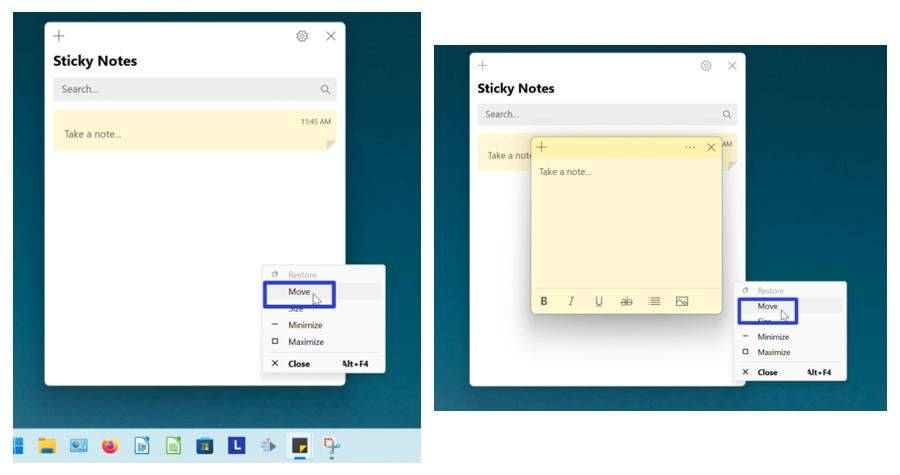 Sticky Notes
Search...
11:45 AM
Take a note...
Restore
Move
Size
Minimize
Maximize
Close Alt+F4
L
Sticky Notes
Search...
AM
Take a note
Take a note...
B I U ab
Restore
Move
Size
Minimize
Maximize
Close Alt+F4